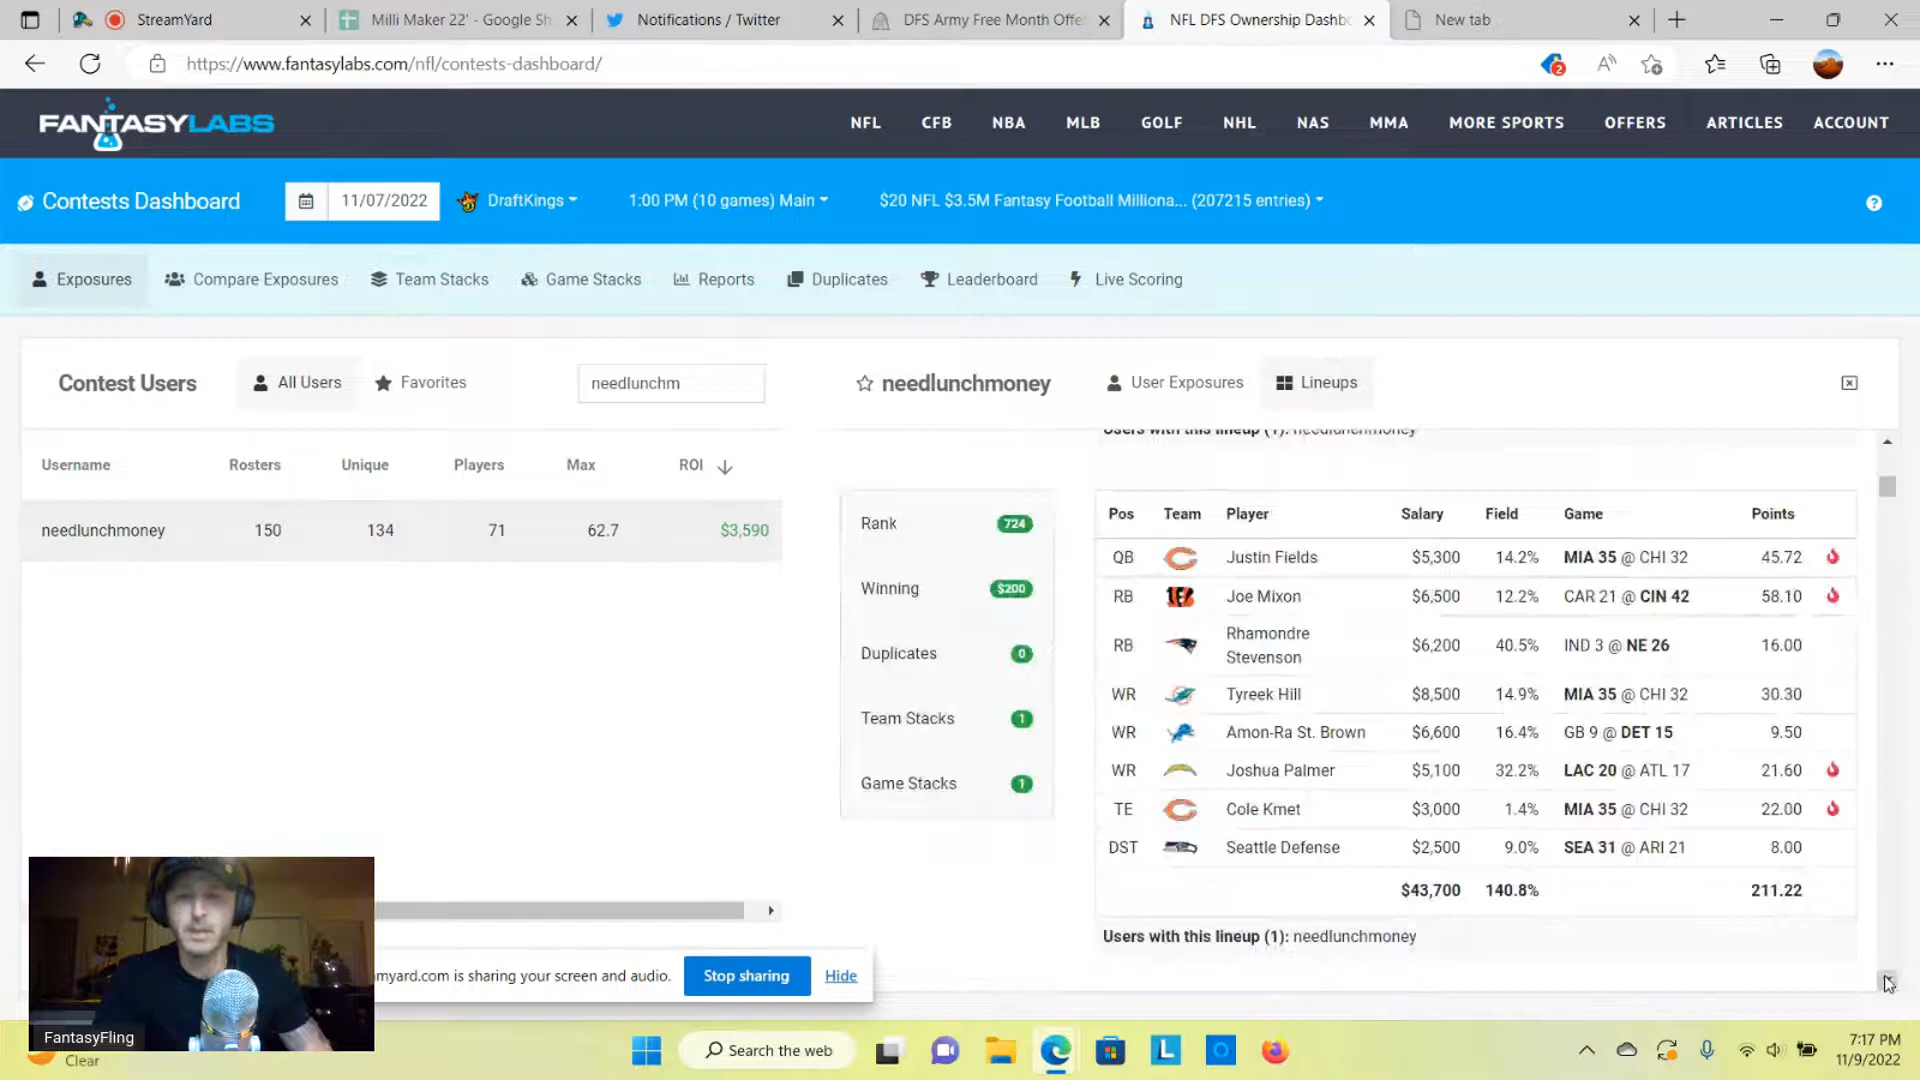 StreamYard
Milli Maker 22' - Google Sh
Notifications / Twitter
DFS Army Free Month Offe
NFL DFS Ownership Dashbo
New tab
https://www.fantasylabs.com/nfl/contests-dashboard/
2
FANTASYLABS
NFL CFB NBA MLB GOLF NHL NAS MMA MORE SPORTS OFFERS ARTICLES ACCOUNT
Contests Dashboard 11/07/2022 DraftKings 1:00 PM (10 games) Main $20 NFL $3.5M Fantasy Football Milliona... (207215 entries) ?
Exposures Compare Exposures Team Stacks Game Stacks Reports Duplicates Leaderboard Live Scoring
Contest Users All Users Favorites needlunchm
Username Rosters Unique Players Max ROI
needlunchmoney 150 134 71 62.7 $3,590
needlunchmoney User Exposures Lineups
Users with this lineup (1): needlunchmoney
Rank 724
Winning $200
Duplicates 0
Team Stacks 1
Game Stacks 1
Pos Team Player Salary Field Game Points
QB Justin Fields $5,300 14.2% MIA 35 @ CHI 32 45.72
RB Joe Mixon $6,500 12.2% CAR 21 @ CIN 42 58.10
RB Rhamondre Stevenson $6,200 40.5% IND 3 @ NE 26 16.00
WR Tyreek Hill $8,500 14.9% MIA 35 @ CHI 32 30.30
WR Amon-Ra St. Brown $6,600 16.4% GB 9 @ DET 15 9.50
WR Joshua Palmer $5,100 32.2% LAC 20 @ ATL 17 21.60
TE Cole Kmet $3,000 1.4% MIA 35 @ CHI 32 22.00
DST Seattle Defense $2,500 9.0% SEA 31 @ ARI 21 8.00
$43,700 140.8% 211.22
Users with this lineup (1): needlunchmoney
myard.com is sharing your screen and audio. Stop sharing Hide
FantasyFling
Clear
Search the web
L
7:17 PM
11/9/2022